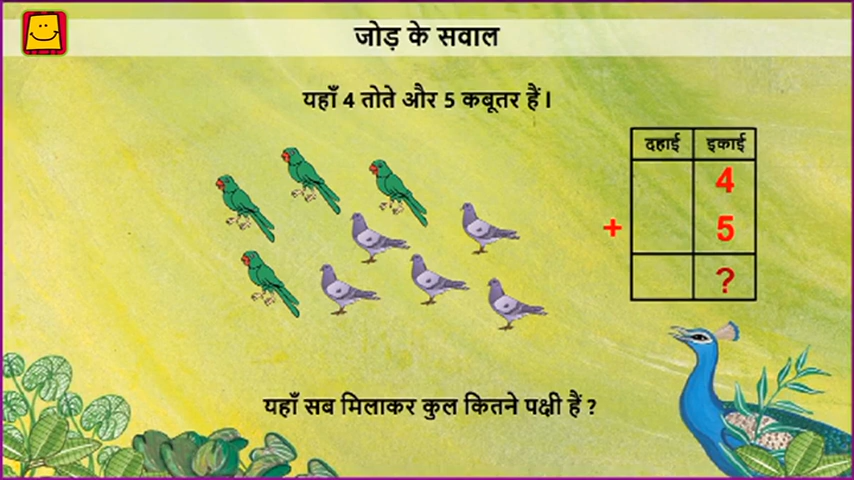 जोड़ के सवाल
यहाँ 4 तोते और 5 कबूतर हैं।
दहाई इकाई
4
+ 5
?
यहाँ सब मिलाकर कुल कितने पक्षी हैं ?